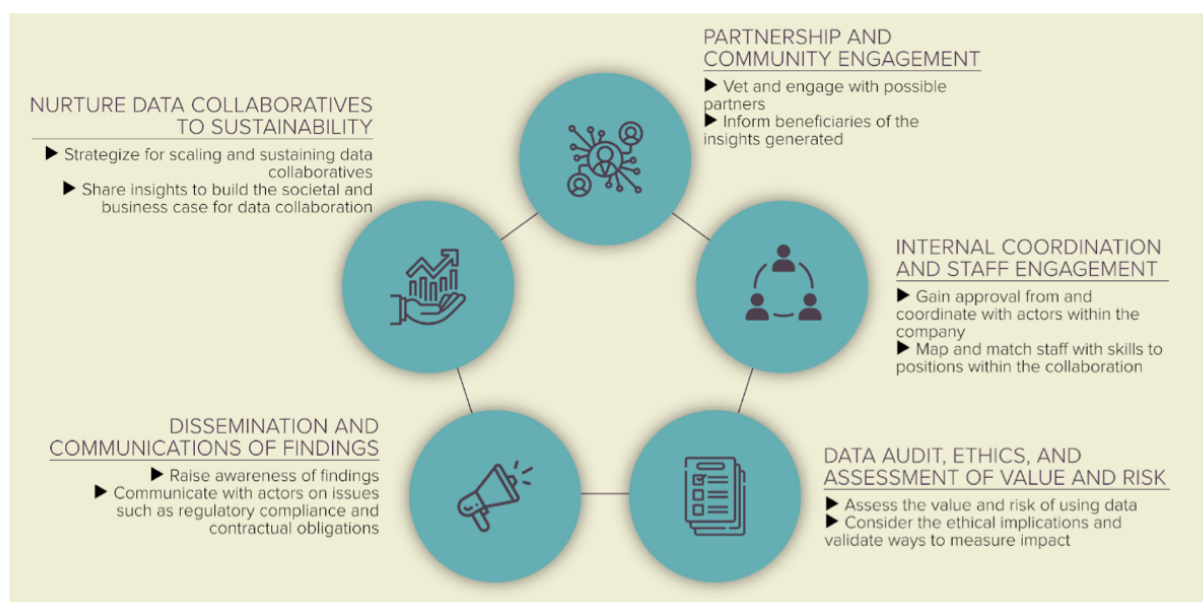 PARTNERSHIP AND
COMMUNITY ENGAGEMENT
▶ Vet and engage with possible
partners
▶ Inform beneficiaries of the
insights generated
INTERNAL COORDINATION
AND STAFF ENGAGEMENT
▶ Gain approval from and
coordinate with actors within the
company
▶ Map and match staff with skills to
positions within the collaboration
DATA AUDIT, ETHICS, AND
ASSESSMENT OF VALUE AND RISK
▶ Assess the value and risk of using data
▶ Consider the ethical implications and
validate ways to measure impact
DISSEMINATION AND
COMMUNICATIONS OF FINDINGS
▶ Raise awareness of findings
▶ Communicate with actors on issues
such as regulatory compliance and
contractual obligations
NURTURE DATA COLLABORATIVES
TO SUSTAINABILITY
▶ Strategize for scaling and sustaining data
collaboratives
▶ Share insights to build the societal and
business case for data collaboration